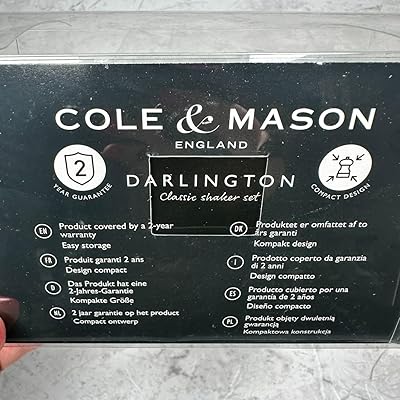 COLE & MASON
ENGLAND
2
YEAR GUARANTEE
DARLINGTON
Classic shaker set
COMPACT DESIGN
EN Product covered by a 2-year
warranty
Easy storage
FR Produit garanti 2 ans
Design compact
D Das Produkt hat eine
2-Jahres-Garantie
Kompakte Größe
NL 2 jaar garantie op het product
Compact ontwerp
DK Produktet er omfattet af to
års garanti
Kompakt design
I Prodotto coperto da garanzia
di 2 anni
Design compatto
ES Producto cubierto por una
garantía de 2 años
Diseño compacto
PL Produkt objęty dwuletnią
gwarancją
Kompaktowa konstrukcja